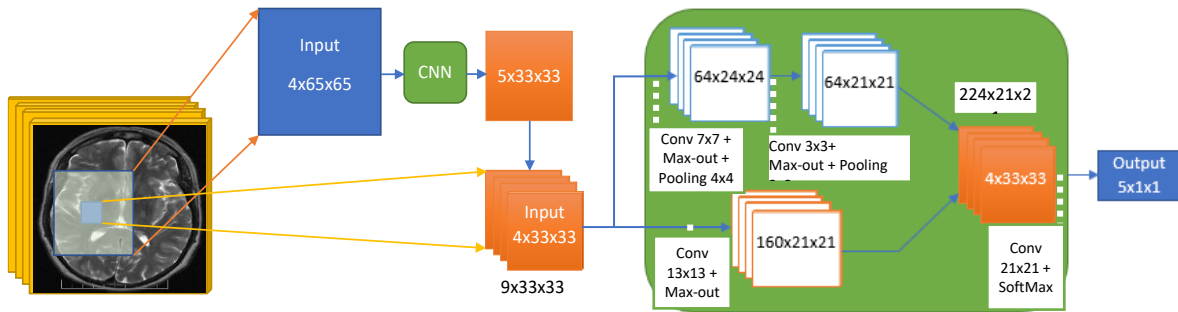 Input
4x65x65
CNN
5x33x33
Input
4x33x33
9x33x33
64x24x24
64x21x21
Conv 7x7 +
Max-out +
Pooling 4x4
Conv 3x3+
Max-out + Pooling
160x21x21
Conv
13x13 +
Max-out
224x21x2
4x33x33
Conv
21x21 +
SoftMax
Output
5x1x1